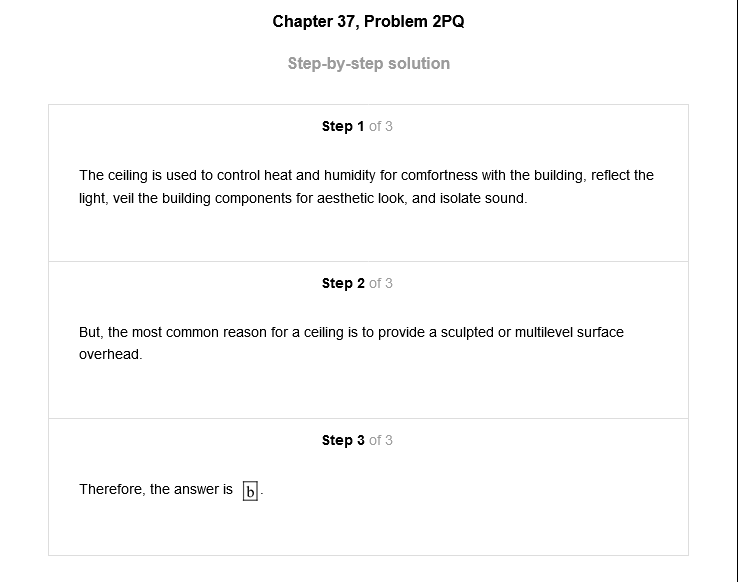 Chapter 37, Problem 2PQ
Step-by-step solution
Step 1 of 3
The ceiling is used to control heat and humidity for comfortness with the building, reflect the
light, veil the building components for aesthetic look, and isolate sound.
Step 2 of 3
But, the most common reason for a ceiling is to provide a sculpted or multilevel surface
overhead.
Step 3 of 3
Therefore, the answer is b.